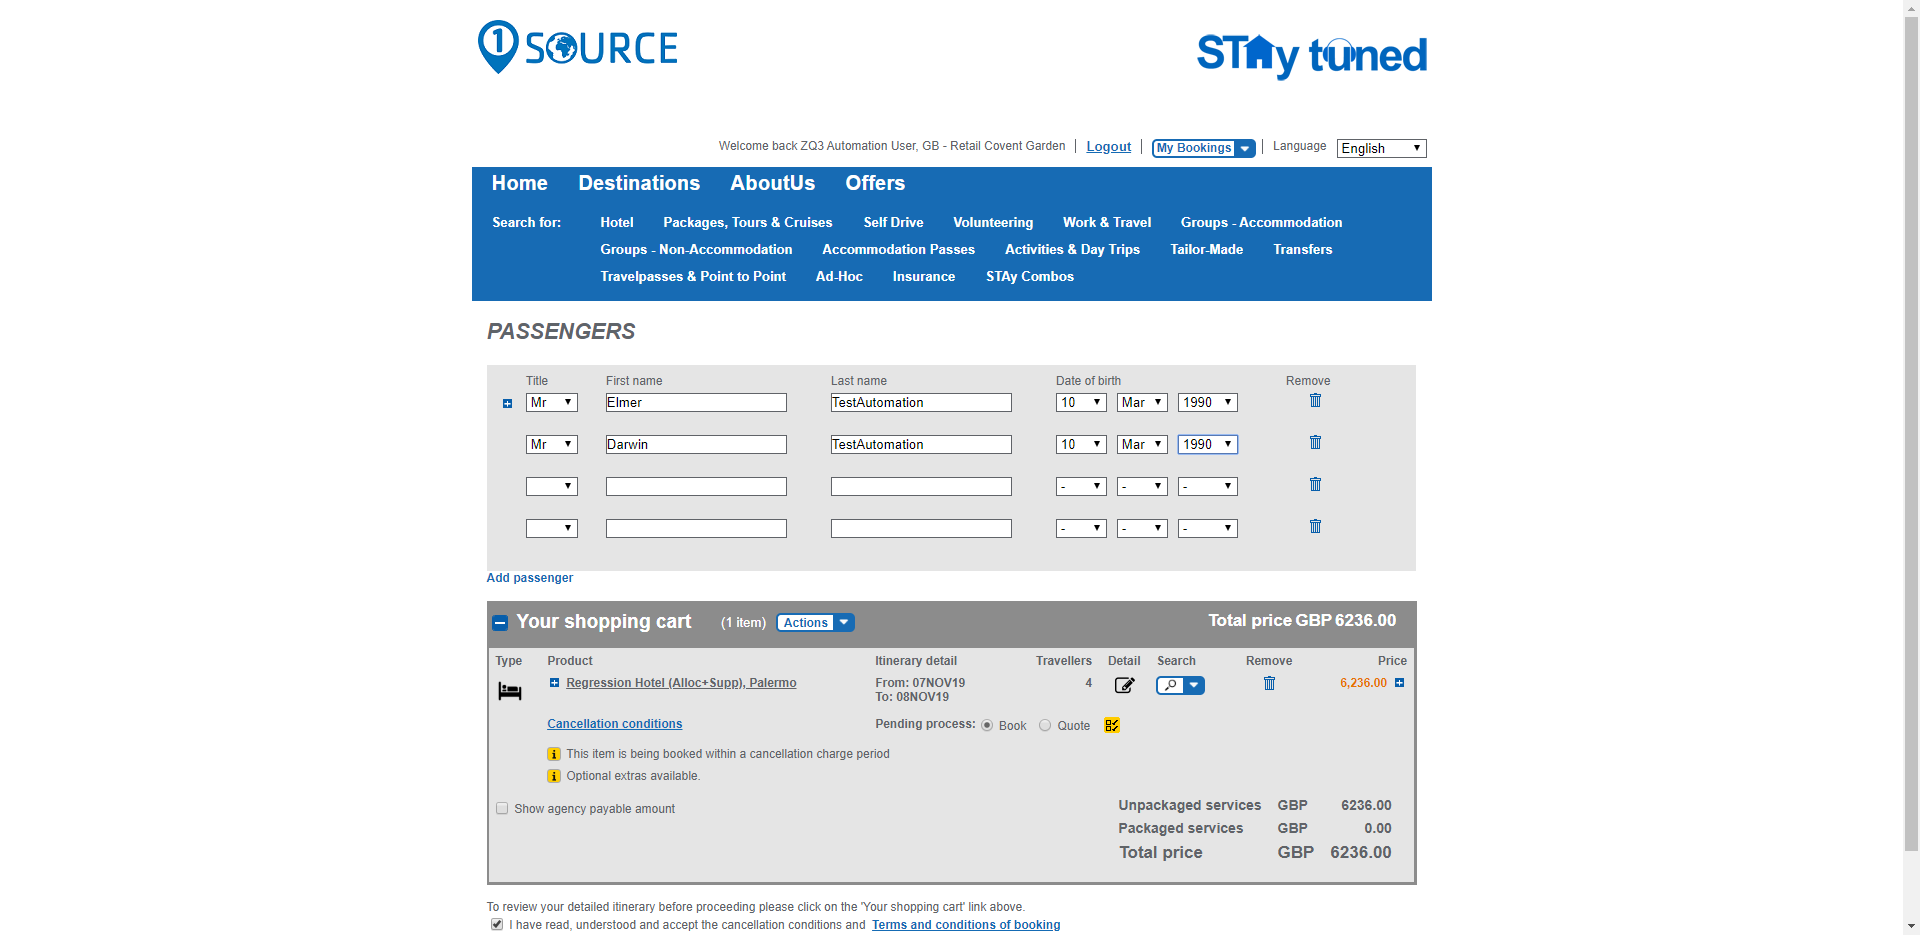 1 SOURCE
STAy tuned
Welcome back ZQ3 Automation User, GB - Retail Covent Garden Logout My Bookings Language English
Home Destinations AboutUs Offers
Search for: Hotel Packages, Tours & Cruises Self Drive Volunteering Work & Travel Groups - Accommodation
Groups - Non-Accommodation Accommodation Passes Activities & Day Trips Tailor-Made Transfers
Travelpasses & Point to Point Ad-Hoc Insurance STAy Combos
PASSENGERS
Title First name Last name Date of birth Remove
Mr Elmer TestAutomation 10 Mar 1990
Mr Darwin TestAutomation 10 Mar 1990
- - -
- - -
Add passenger
Your shopping cart (1 item) Actions Total price GBP 6236.00
Type Product Itinerary detail Travellers Detail Search Remove Price
Regression Hotel (Alloc+Supp), Palermo From: 07NOV19 4 6,236.00
To: 08NOV19
Cancellation conditions Pending process: Book Quote
This item is being booked within a cancellation charge period
Optional extras available.
Show agency payable amount
Unpackaged services GBP 6236.00
Packaged services GBP 0.00
Total price GBP 6236.00
To review your detailed itinerary before proceeding please click on the 'Your shopping cart' link above.
I have read, understood and accept the cancellation conditions and Terms and conditions of booking